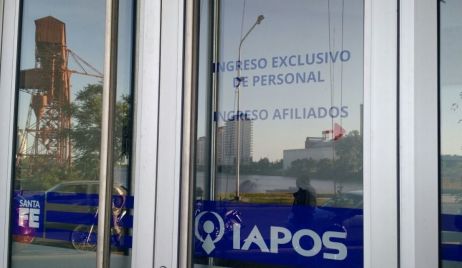 INGRESO EXCLUSIVO
DE PERSONAL
INGRESO AFILIADOS
SANTA
FE
IAPOS